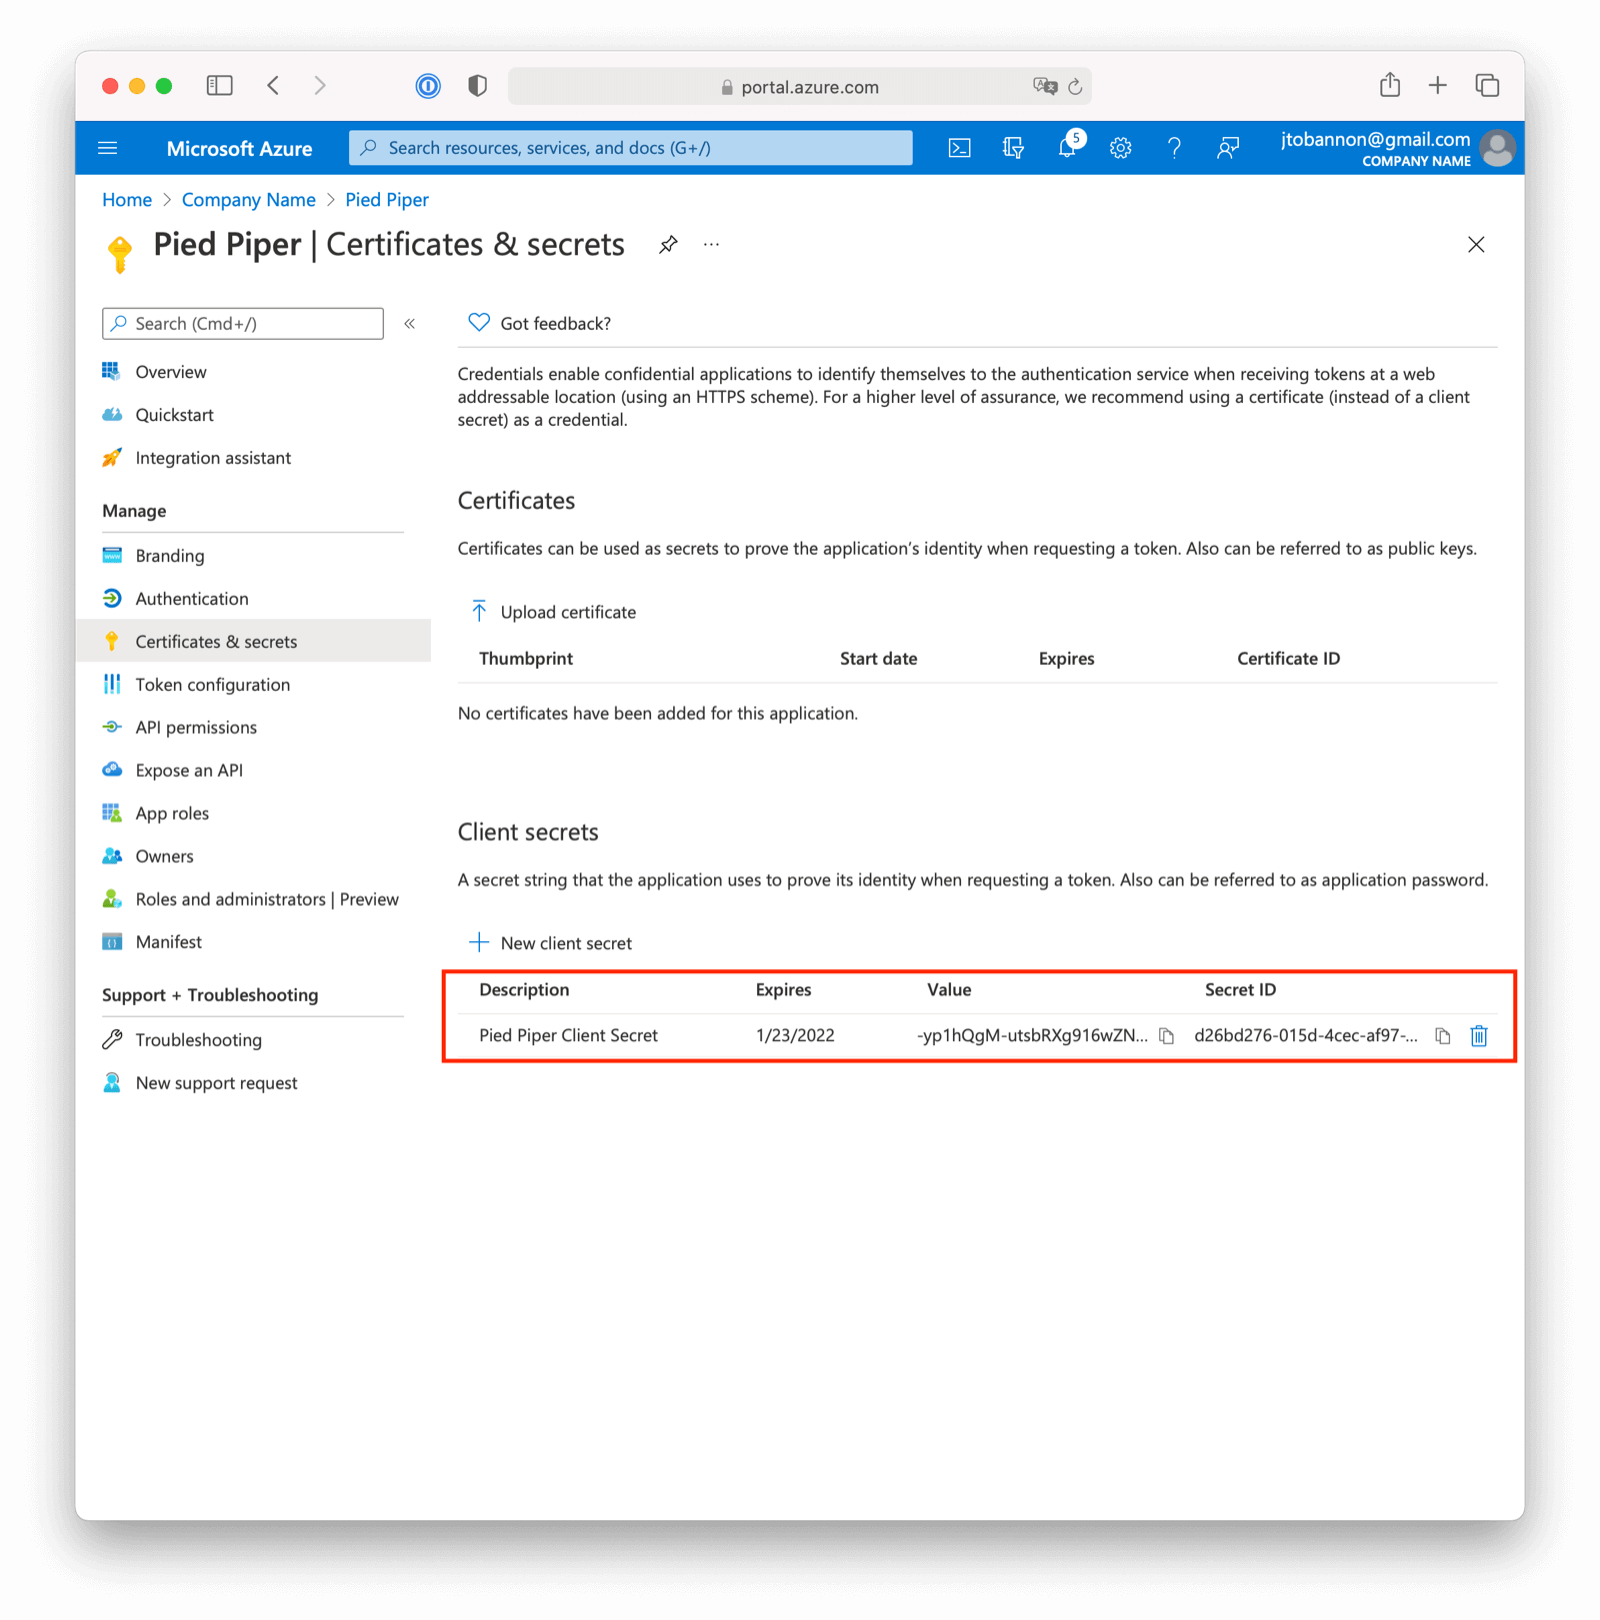 portal.azure.com
Microsoft Azure
Search resources, services, and docs (G+/)
5
jtobannon@gmail.com
COMPANY NAME
Home > Company Name > Pied Piper
Pied Piper | Certificates & secrets
...
Search (Cmd+/)
«
Overview
Quickstart
Integration assistant
Manage
Branding
Authentication
Certificates & secrets
Token configuration
API permissions
Expose an API
App roles
Owners
Roles and administrators | Preview
Manifest
Support + Troubleshooting
Troubleshooting
New support request
Got feedback?
Credentials enable confidential applications to identify themselves to the authentication service when receiving tokens at a web
addressable location (using an HTTPS scheme). For a higher level of assurance, we recommend using a certificate (instead of a client
secret) as a credential.
Certificates
Certificates can be used as secrets to prove the application's identity when requesting a token. Also can be referred to as public keys.
Upload certificate
Thumbprint Start date Expires Certificate ID
No certificates have been added for this application.
Client secrets
A secret string that the application uses to prove its identity when requesting a token. Also can be referred to as application password.
New client secret
Description Expires Value Secret ID
Pied Piper Client Secret 1/23/2022 -yp1hQgM-utsbRXg916wZN... d26bd276-015d-4cec-af97-...